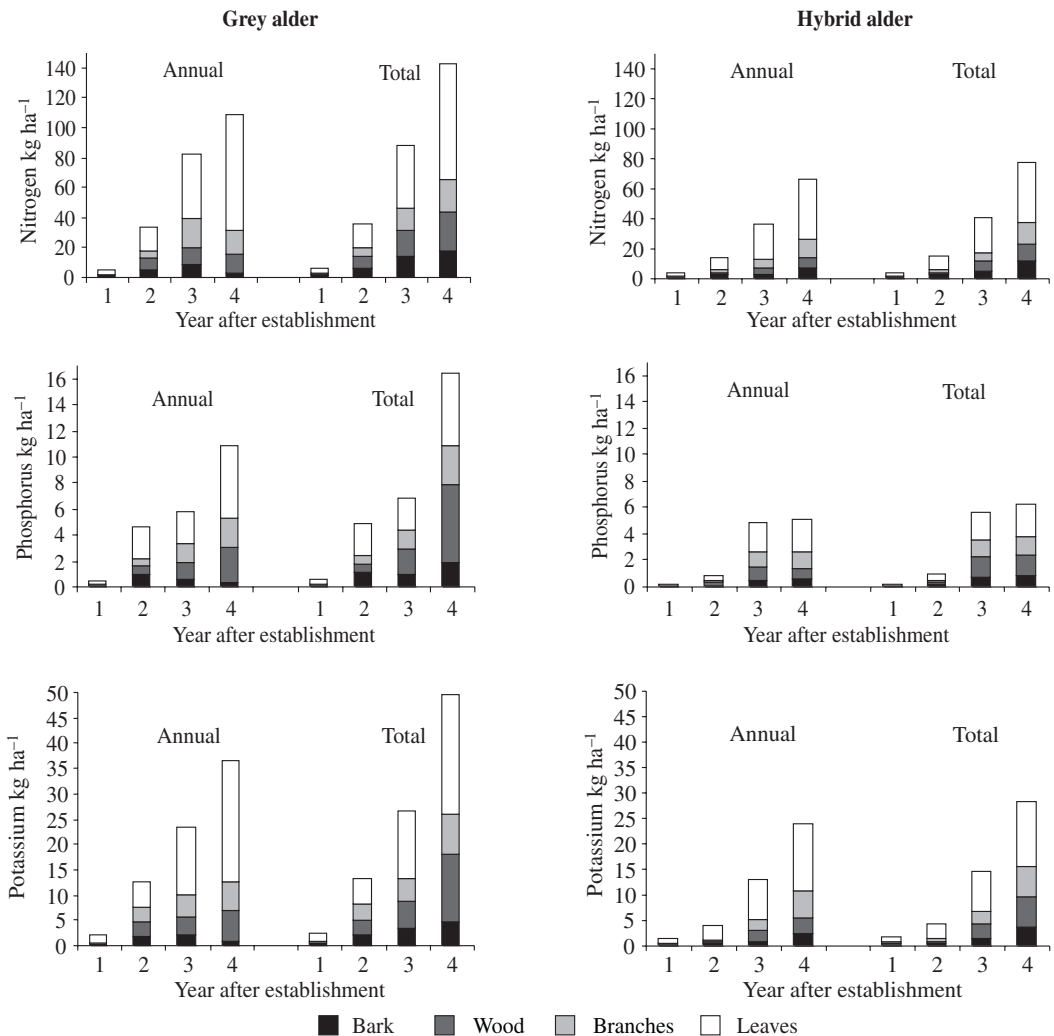 Grey alder
Hybrid alder
Nitrogen kg ha⁻¹
140
120
100
80
60
40
20
0
Annual
Total
1 2 3 4 1 2 3 4
Year after establishment
Nitrogen kg ha⁻¹
140
120
100
80
60
40
20
0
Annual
Total
1 2 3 4 1 2 3 4
Year after establishment
Phosphorus kg ha⁻¹
16
14
12
10
8
6
4
2
0
Annual
Total
1 2 3 4 1 2 3 4
Year after establishment
Phosphorus kg ha⁻¹
16
14
12
10
8
6
4
2
0
Annual
Total
1 2 3 4 1 2 3 4
Year after establishment
Potassium kg ha⁻¹
50
45
40
35
30
25
20
15
10
5
0
Annual
Total
1 2 3 4 1 2 3 4
Year after establishment
Potassium kg ha⁻¹
50
45
40
35
30
25
20
15
10
5
0
Annual
Total
1 2 3 4 1 2 3 4
Year after establishment
Bark Wood Branches Leaves